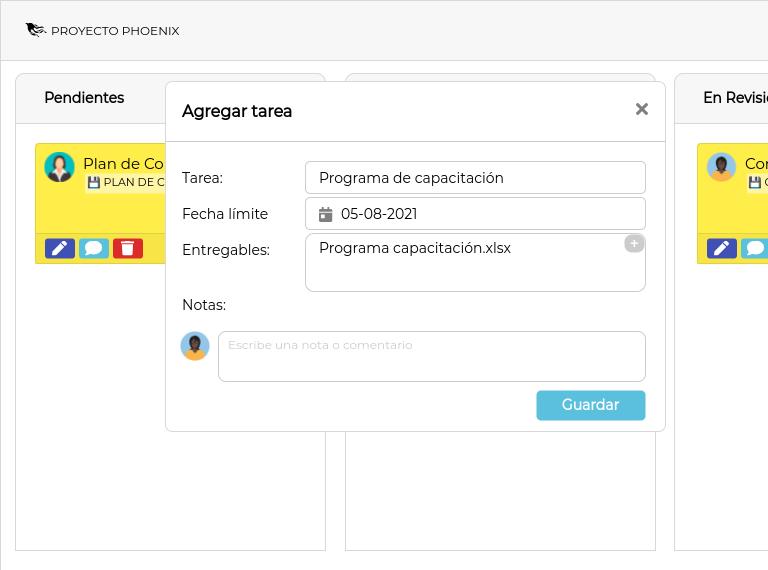 PROYECTO PHOENIX
Pendientes
En Revisi
Agregar tarea
Plan de Co
PLAN DE C
Tarea:
Programa de capacitación
Fecha límite
05-08-2021
Entregables:
Programa capacitación.xlsx
Notas:
Escribe una nota o comentario
Guardar